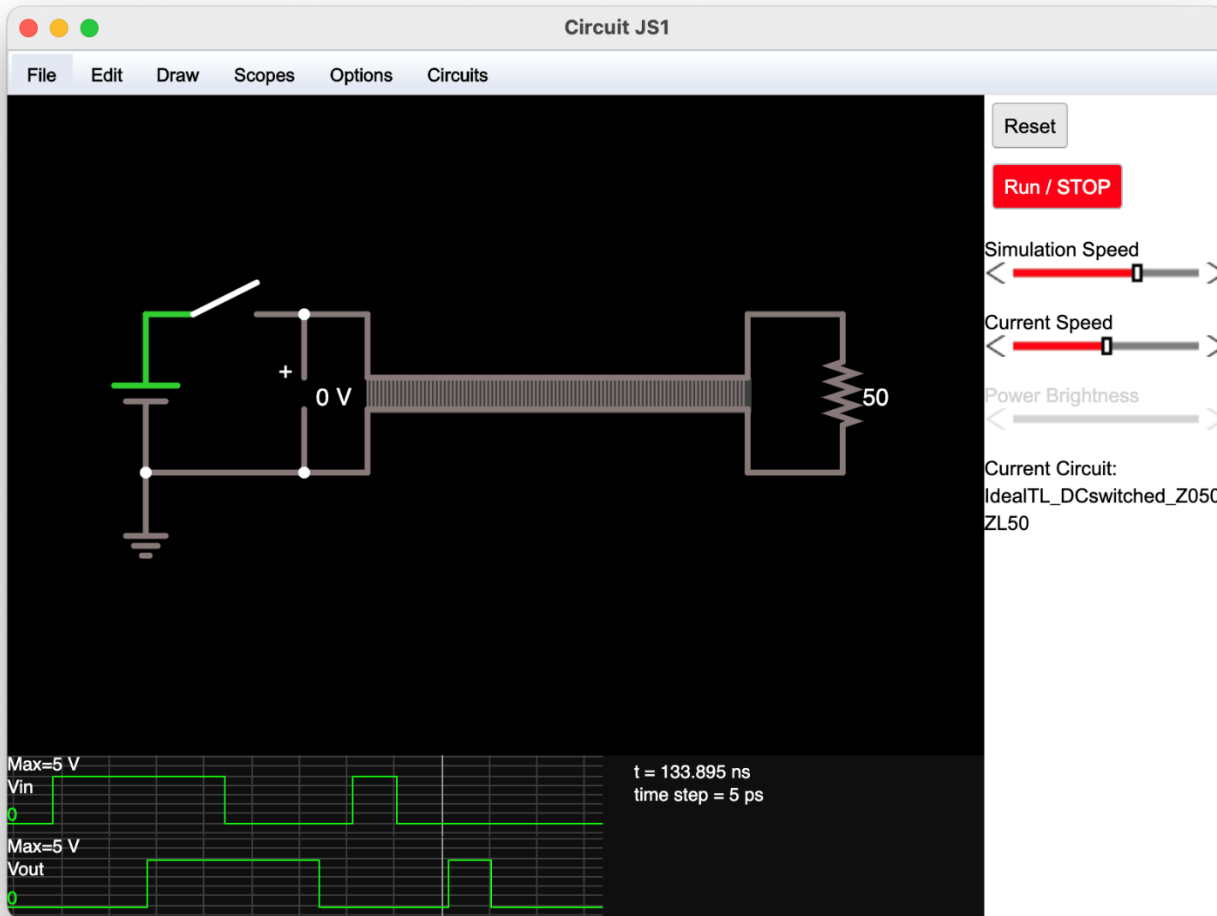 Circuit JS1
File Edit Draw Scopes Options Circuits
Reset
Run / STOP
Simulation Speed
Current Speed
Power Brightness
Current Circuit:
IdealTL_DCswitched_Z050
ZL50
+
0 V
50
Max=5 V
Vin
0
Max=5 V
Vout
0
t = 133.895 ns
time step = 5 ps